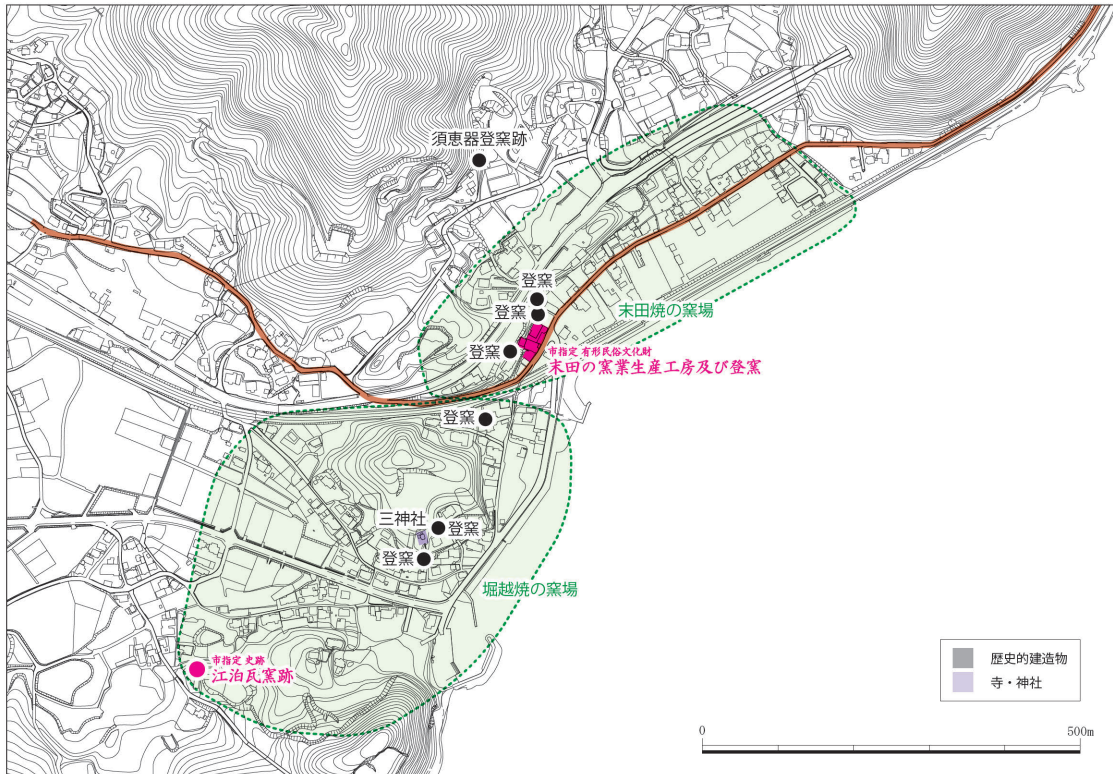 須恵器登窯跡
登窯
登窯
末田焼の窯場
登窯
市指定 有形民俗文化財
末田の窯業生産工房及び登窯
登窯
三神社
登窯
登窯
堀越焼の窯場
市指定 史跡
江泊瓦窯跡
歴史的建造物
寺・神社
0
500m